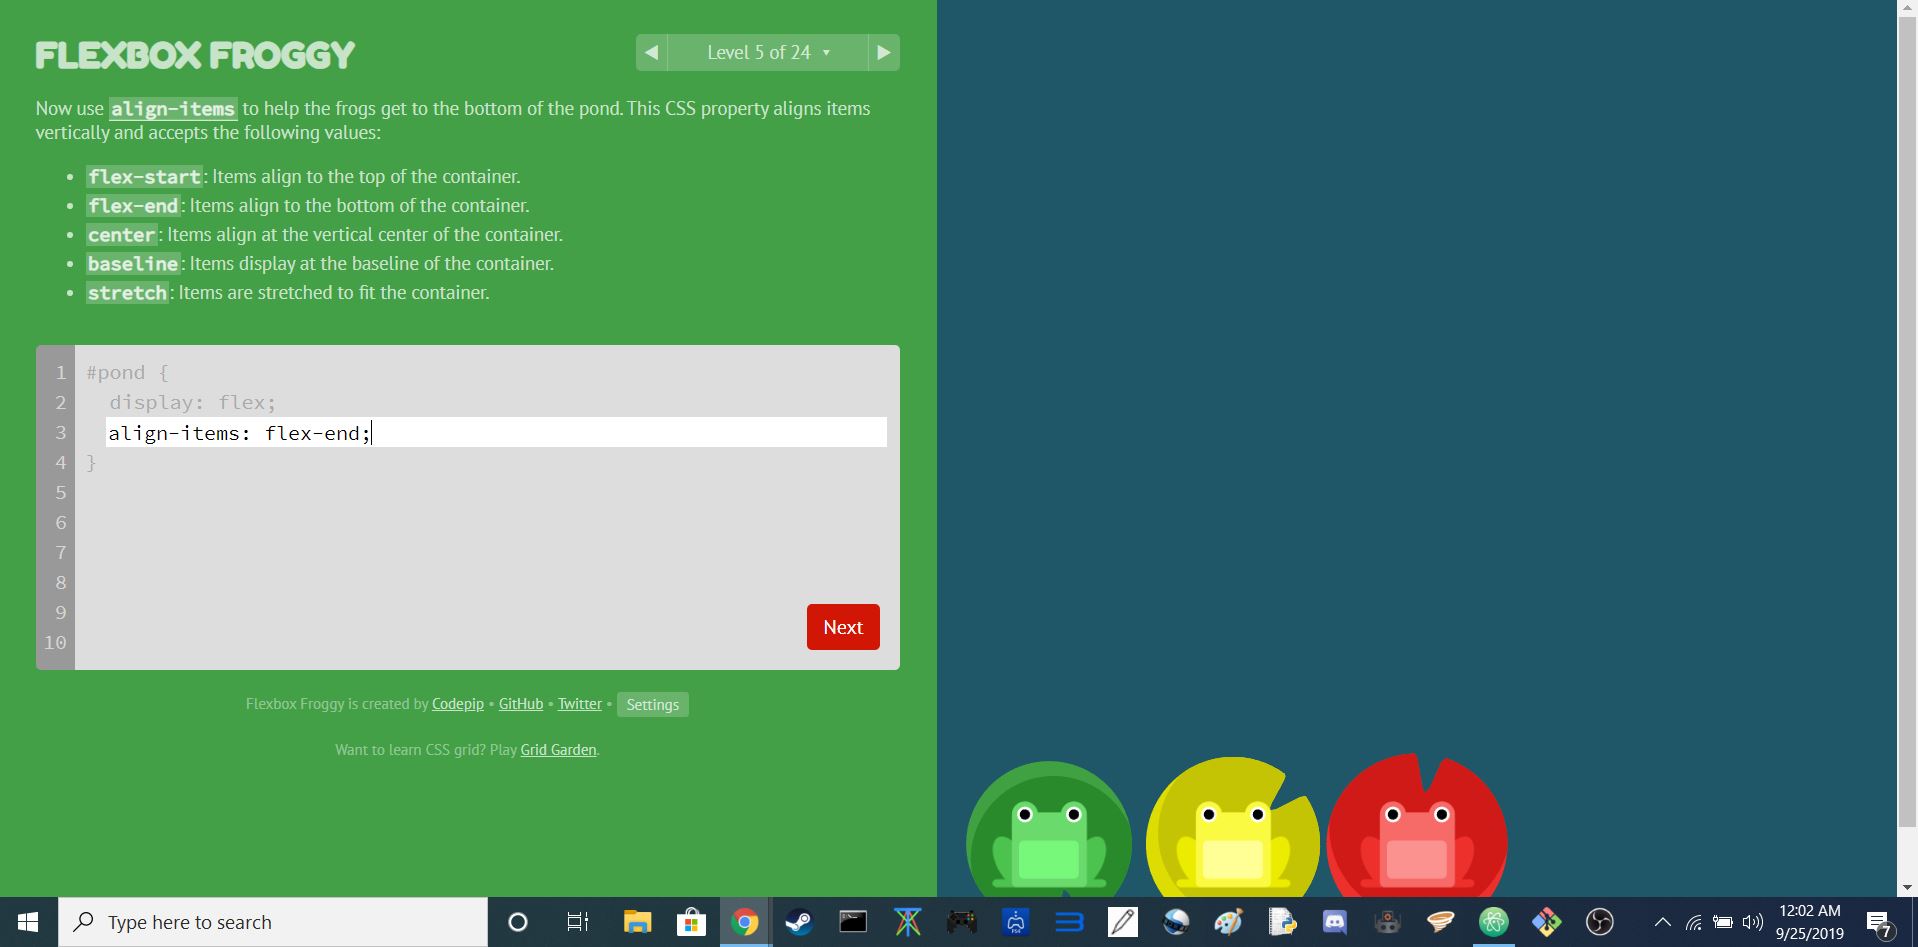 FLEXBOX FROGGY
◀ Level 5 of 24 ▾ ▶
Now use align-items to help the frogs get to the bottom of the pond. This CSS property aligns items
vertically and accepts the following values:
• flex-start: Items align to the top of the container.
• flex-end: Items align to the bottom of the container.
• center: Items align at the vertical center of the container.
• baseline: Items display at the baseline of the container.
• stretch: Items are stretched to fit the container.
1 #pond {
2 display: flex;
3 align-items: flex-end;
4 }
5
6
7
8
9
10
Next
Flexbox Froggy is created by Codepip • GitHub • Twitter • Settings
Want to learn CSS grid? Play Grid Garden.
Type here to search
PS4
12:02 AM
9/25/2019
7